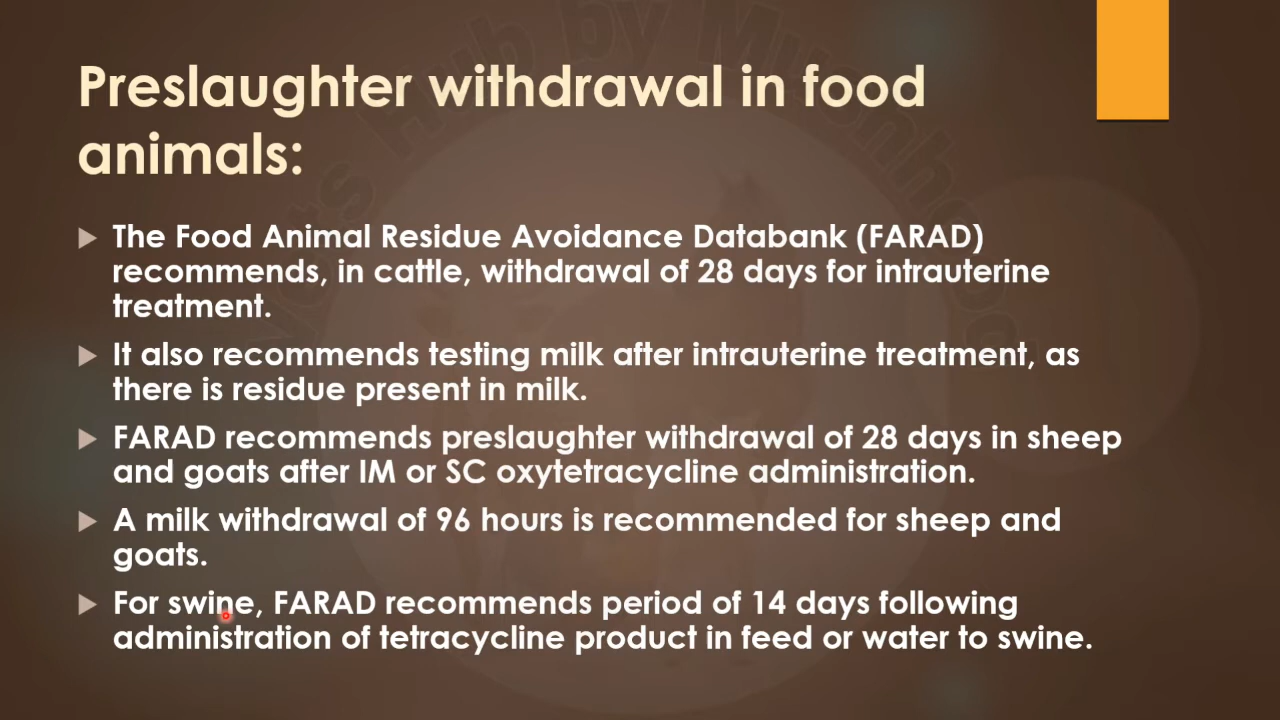 Preslaughter withdrawal in food
animals:
The Food Animal Residue Avoidance Databank (FARAD)
recommends, in cattle, withdrawal of 28 days for intrauterine
treatment.
It also recommends testing milk after intrauterine treatment, as
there is residue present in milk.
FARAD recommends preslaughter withdrawal of 28 days in sheep
and goats after IM or SC oxytetracycline administration.
A milk withdrawal of 96 hours is recommended for sheep and
goats.
For swine, FARAD recommends period of 14 days following
administration of tetracycline product in feed or water to swine.